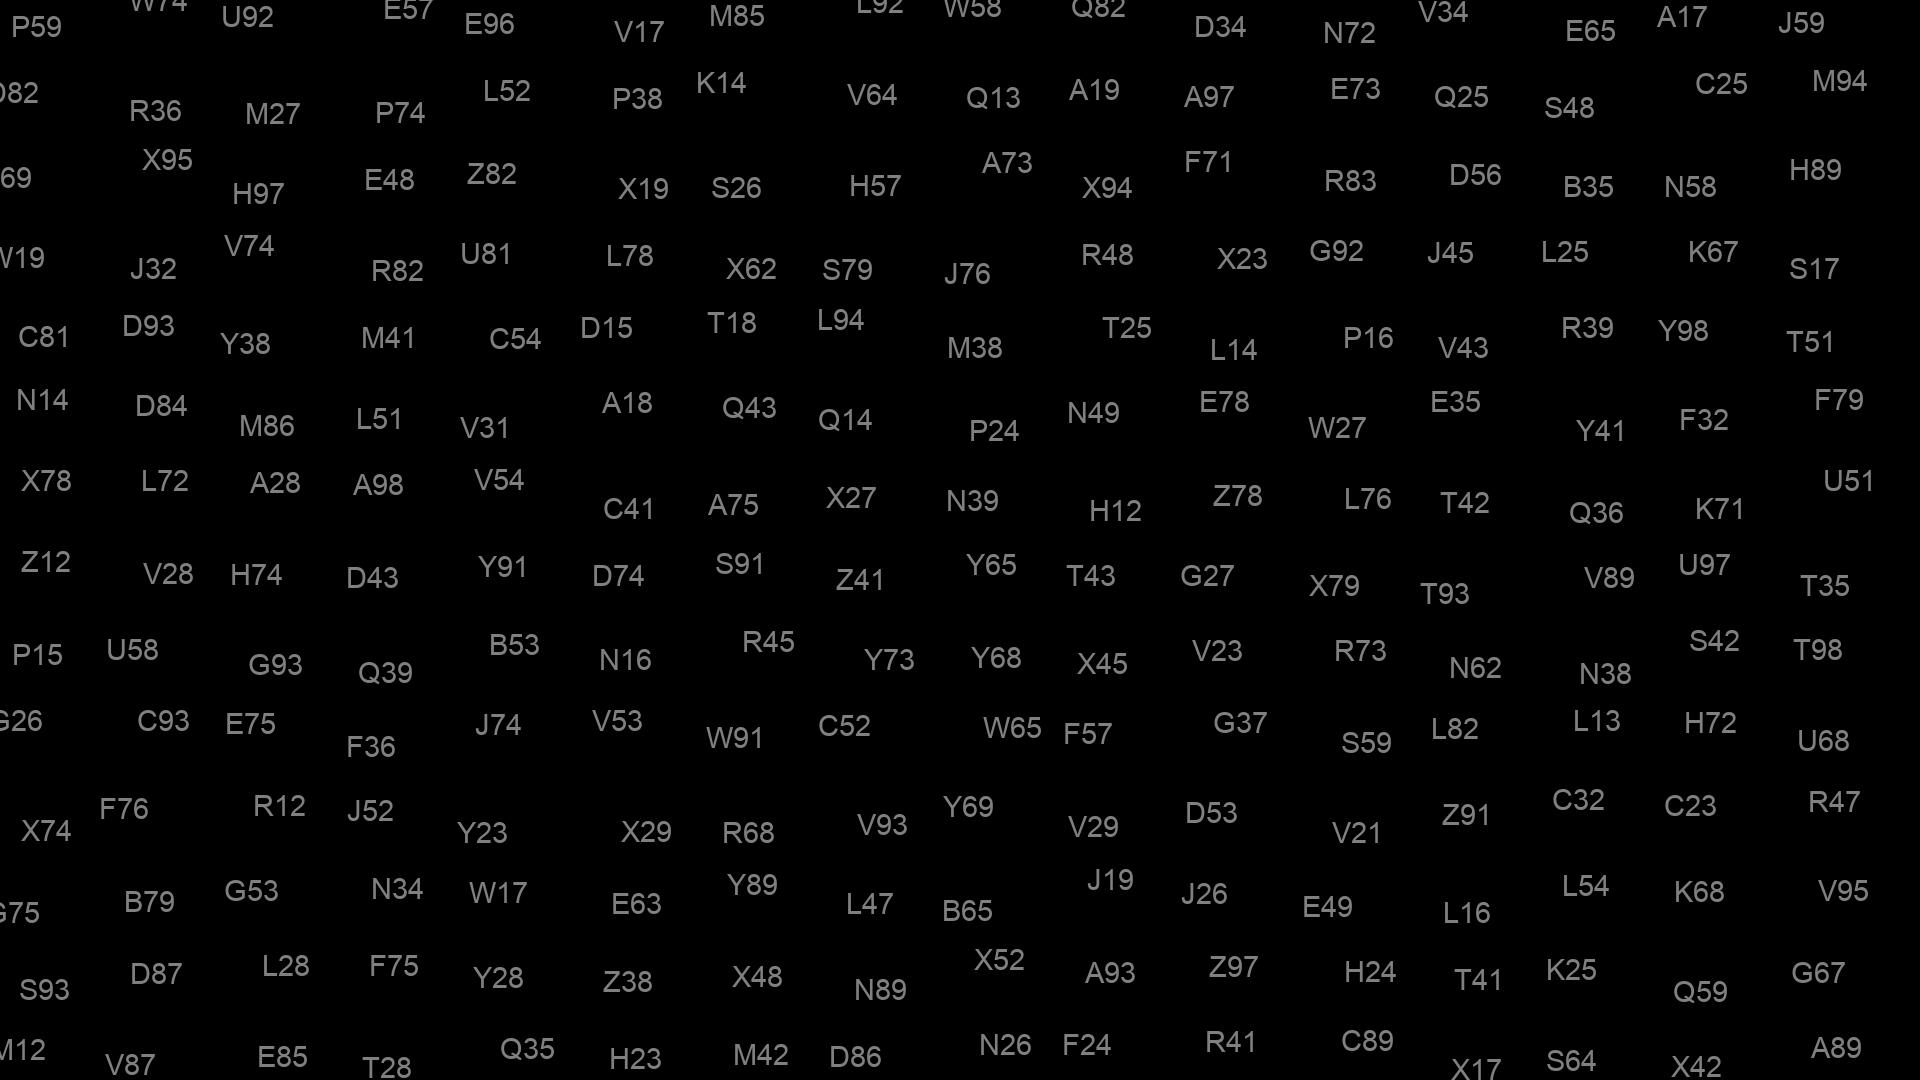 P59 W74 U92 E57 E96 V17 M85 L92 W58 Q82 D34 N72 V34 E65 A17 J59
R36 M27 P74 L52 P38 K14 V64 Q13 A19 A97 E73 Q25 S48 C25 M94
69 X95 H97 E48 Z82 X19 S26 H57 A73 X94 F71 R83 D56 B35 N58 H89
W19 J32 V74 R82 U81 L78 X62 S79 J76 R48 X23 G92 J45 L25 K67 S17
C81 D93 Y38 M41 C54 D15 T18 L94 M38 T25 L14 P16 V43 R39 Y98 T51
N14 D84 M86 L51 V31 A18 Q43 Q14 P24 N49 E78 W27 E35 Y41 F32 F79
X78 L72 A28 A98 V54 C41 A75 X27 N39 H12 Z78 L76 T42 Q36 K71 U51
Z12 V28 H74 D43 Y91 D74 S91 Z41 Y65 T43 G27 X79 T93 V89 U97 T35
P15 U58 G93 Q39 B53 N16 R45 Y73 Y68 X45 V23 R73 N62 N38 S42 T98
G26 C93 E75 F36 J74 V53 W91 C52 W65 F57 G37 S59 L82 L13 H72 U68
X74 F76 R12 J52 Y23 X29 R68 V93 Y69 V29 D53 V21 Z91 C32 C23 R47
G75 B79 G53 N34 W17 E63 Y89 L47 B65 J19 J26 E49 L16 L54 K68 V95
S93 D87 L28 F75 Y28 Z38 X48 N89 X52 A93 Z97 H24 T41 K25 Q59 G67
M12 V87 E85 T28 Q35 H23 M42 D86 N26 F24 R41 C89 X17 S64 X42 A89